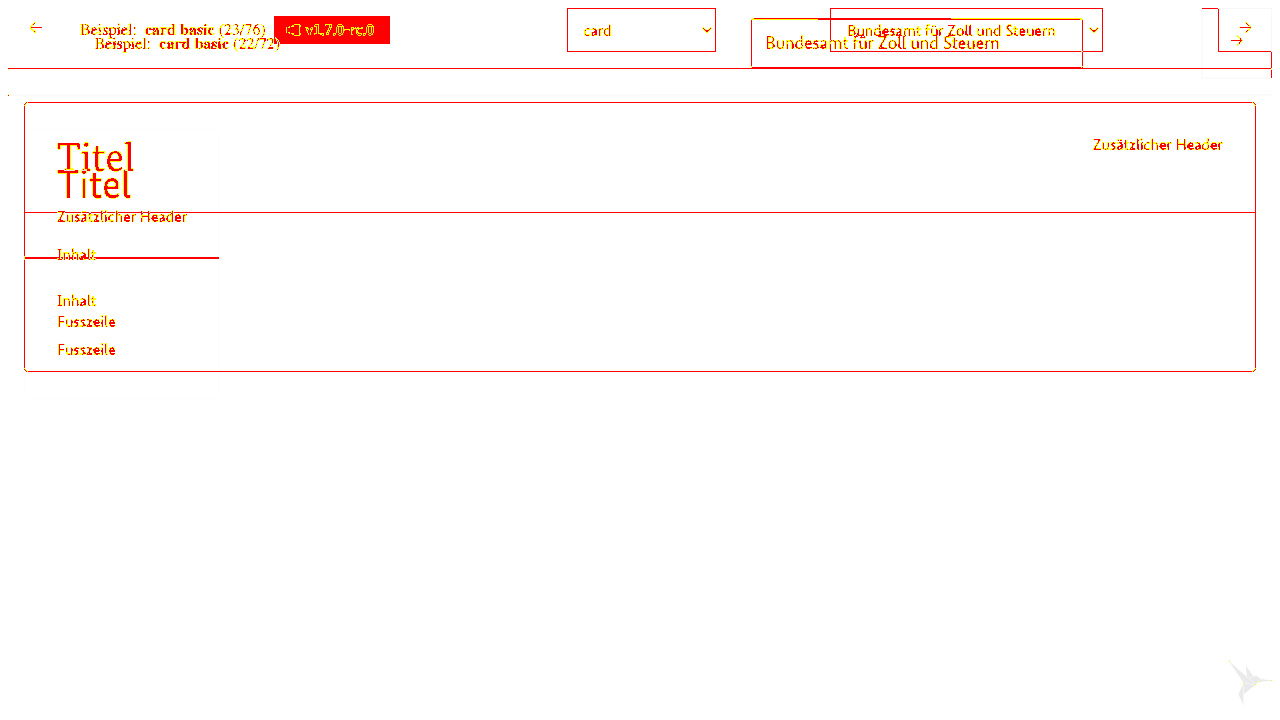 Beispiel: card basic (23/76) v1.7.0-rc.0 card Bundesamt für Zoll und Steuern
Beispiel: card basic (22/72) Bundesamt für Zoll und Steuern
Titel Zusätzlicher Header
Titel
Zusätzlicher Header
Inhalt
Inhalt
Fusszeile
Fusszeile